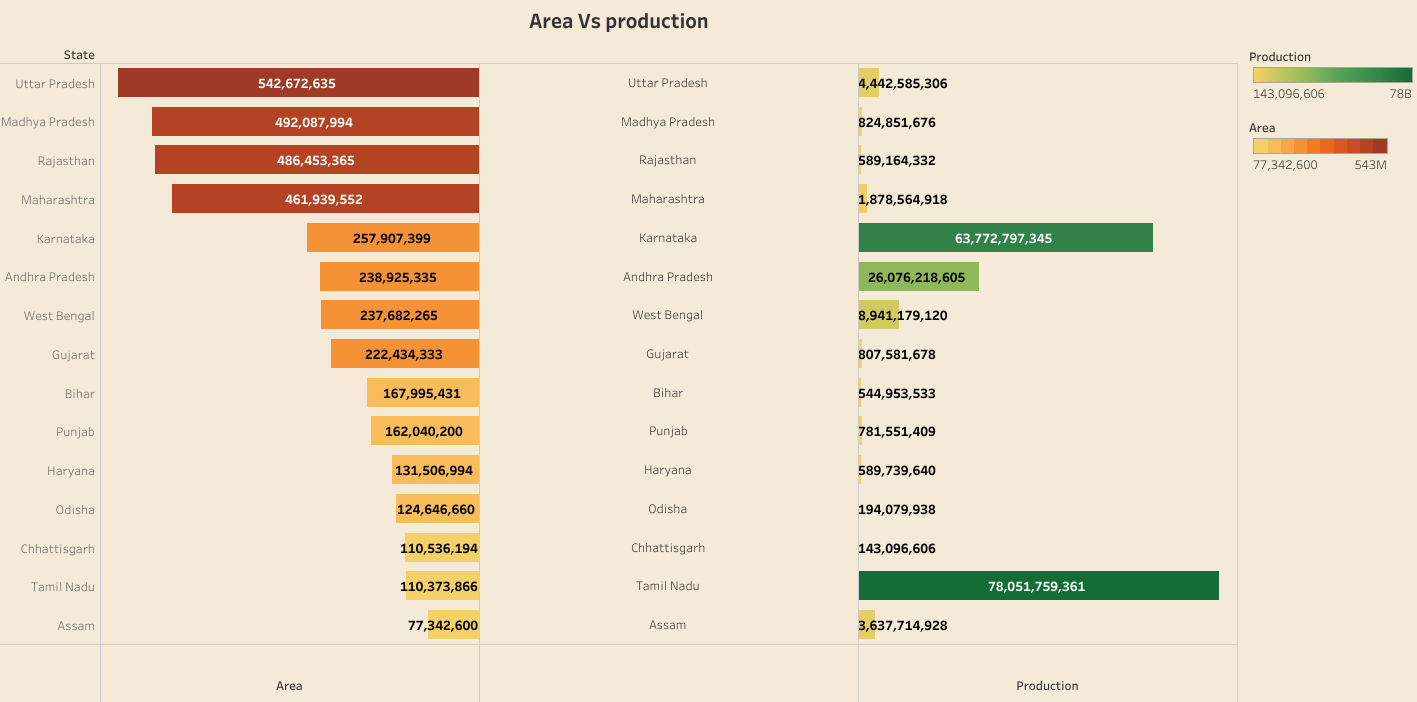 Area Vs production
State
Uttar Pradesh 542,672,635 Uttar Pradesh 4,442,585,306
Madhya Pradesh 492,087,994 Madhya Pradesh 824,851,676
Rajasthan 486,453,365 Rajasthan 589,164,332
Maharashtra 461,939,552 Maharashtra 1,878,564,918
Karnataka 257,907,399 Karnataka 63,772,797,345
Andhra Pradesh 238,925,335 Andhra Pradesh 26,076,218,605
West Bengal 237,682,265 West Bengal 8,941,179,120
Gujarat 222,434,333 Gujarat 807,581,678
Bihar 167,995,431 Bihar 544,953,533
Punjab 162,040,200 Punjab 781,551,409
Haryana 131,506,994 Haryana 589,739,640
Odisha 124,646,660 Odisha 194,079,938
Chhattisgarh 110,536,194 Chhattisgarh 143,096,606
Tamil Nadu 110,373,866 Tamil Nadu 78,051,759,361
Assam 77,342,600 Assam 3,637,714,928
Area Production
Production
143,096,606 78B
Area
77,342,600 543M